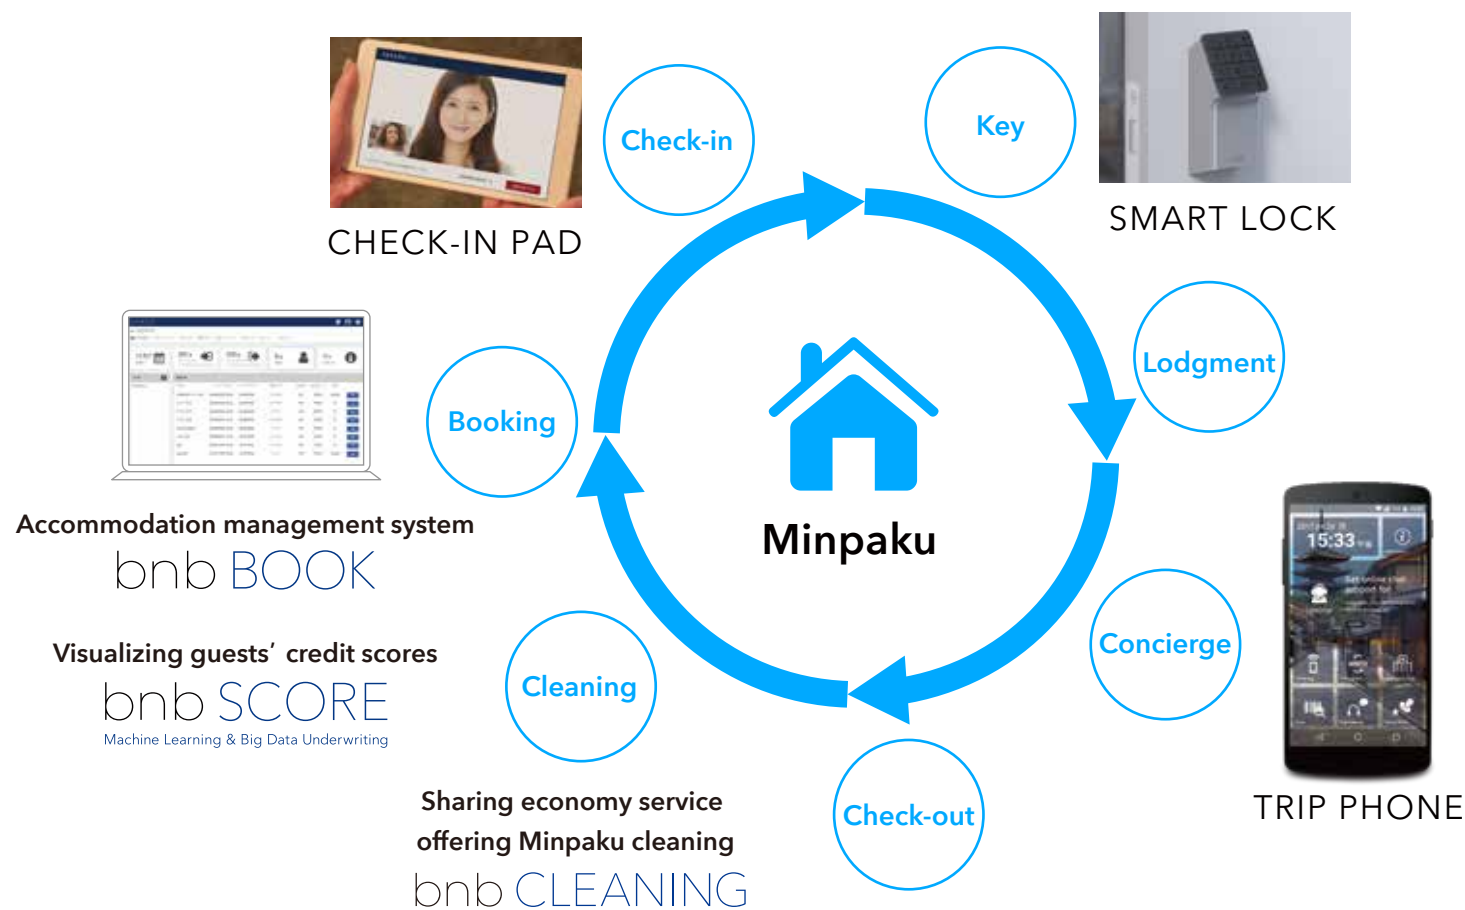 Check-in
Key
CHECK-IN PAD
SMART LOCK
Lodgment
Booking
Accommodation management system
bnb BOOK
Minpaku
15:33
Visualizing guests' credit scores
bnb SCORE
Machine Learning & Big Data Underwriting
Cleaning
Concierge
Check-out
TRIP PHONE
Sharing economy service
offering Minpaku cleaning
bnb CLEANING